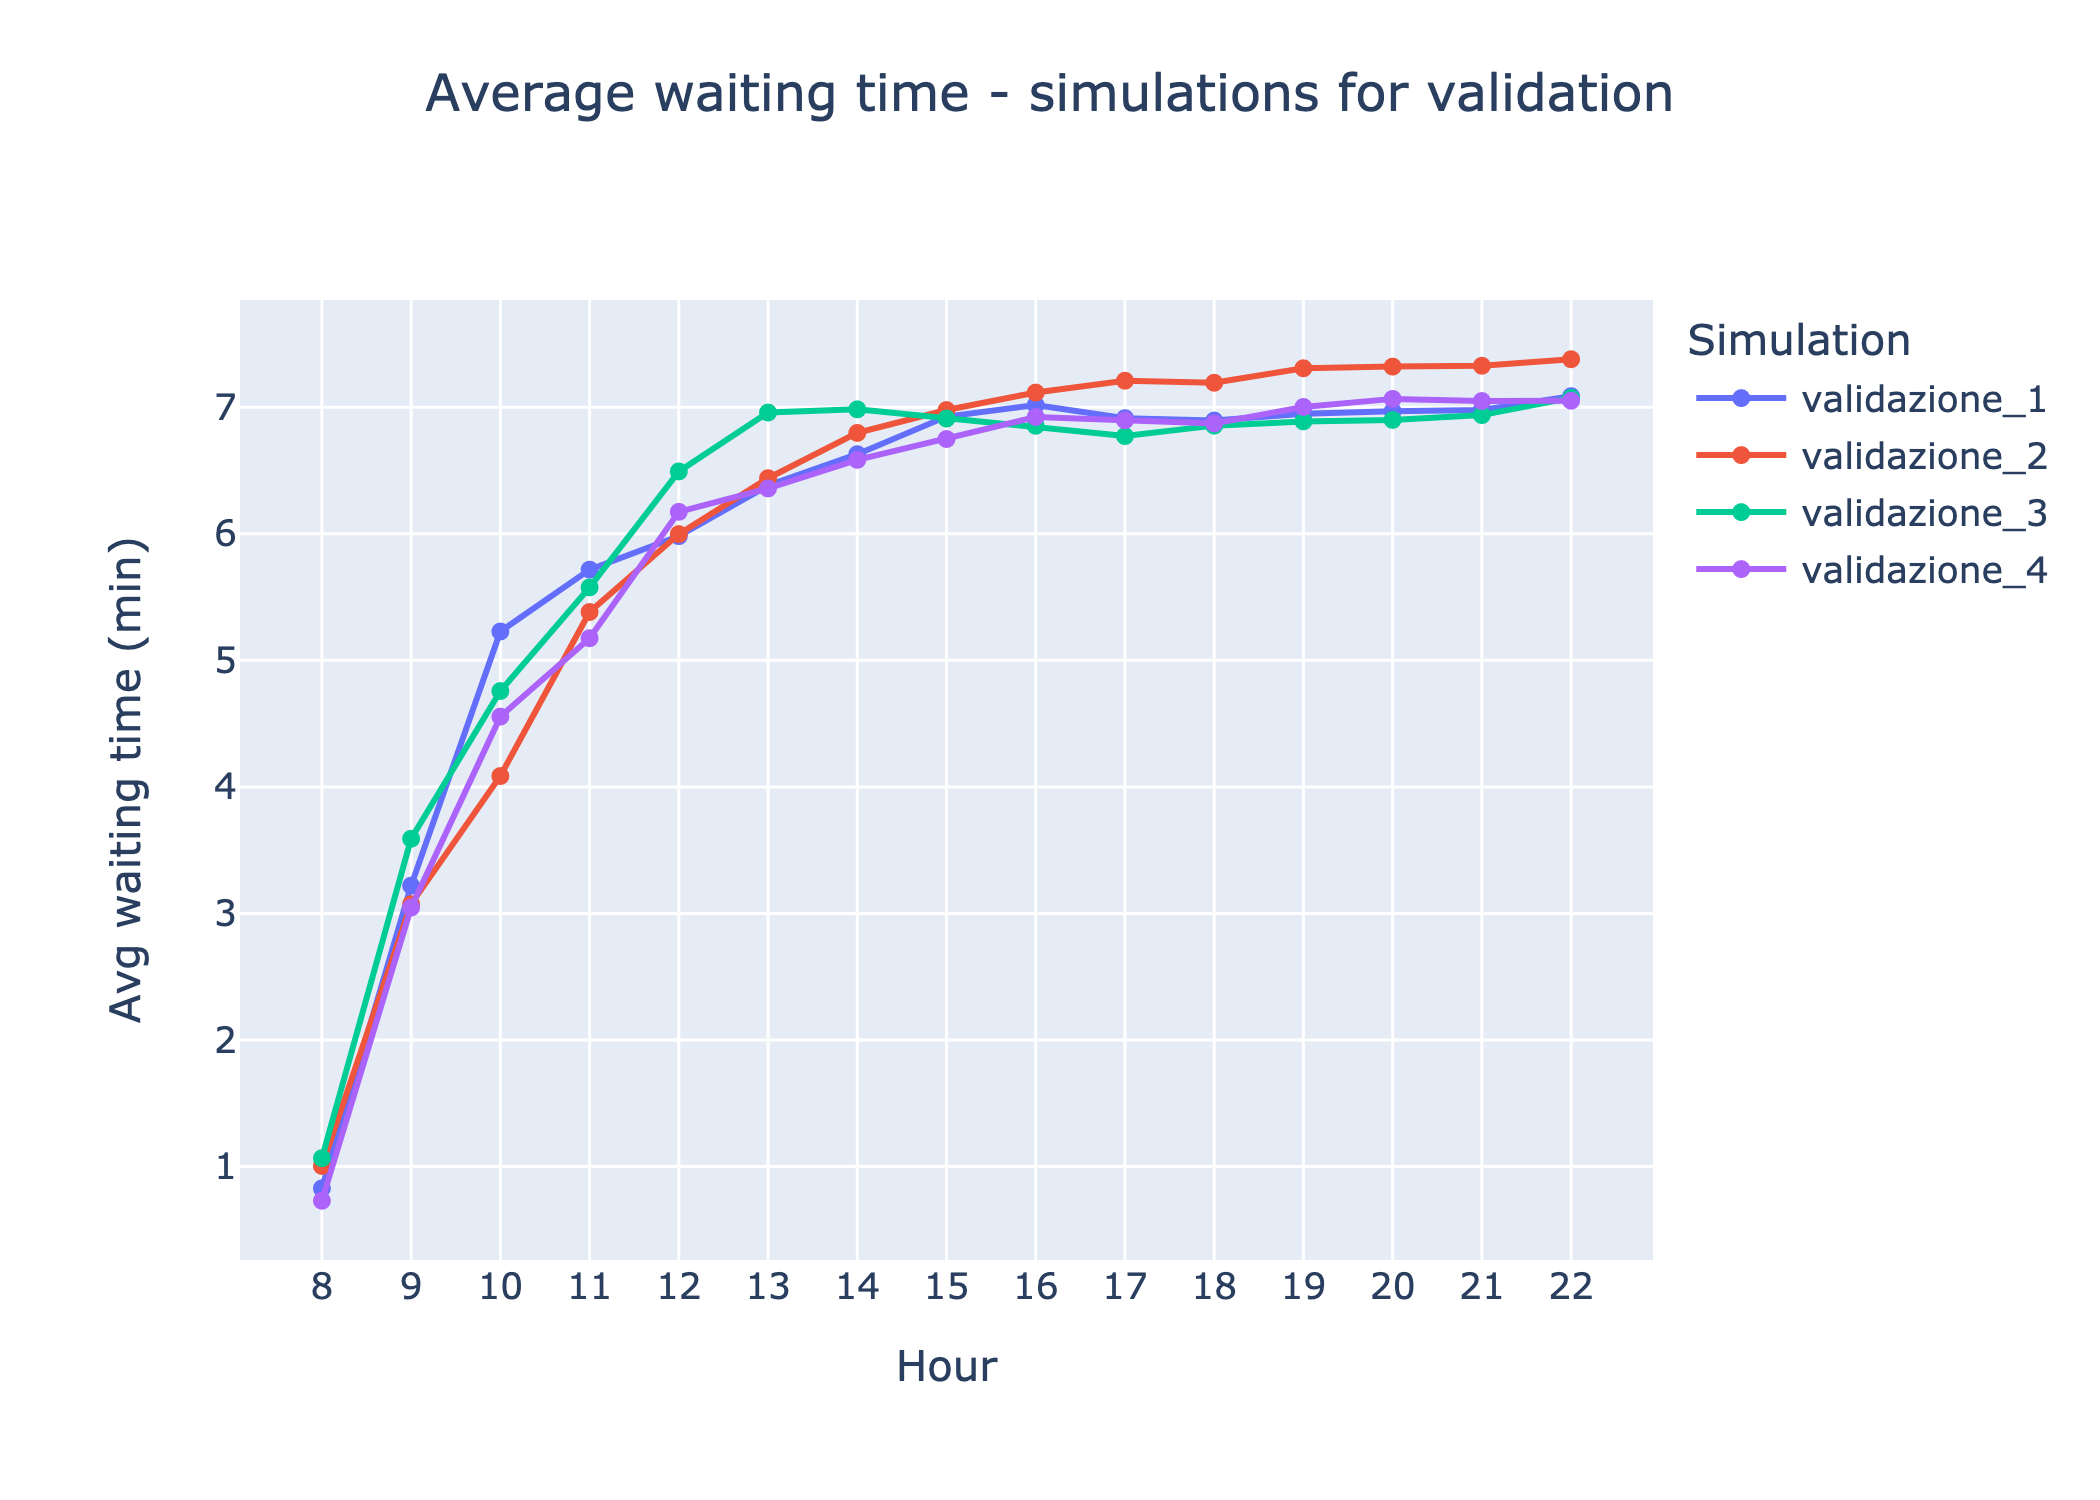 Average waiting time - simulations for validation
Simulation
validazione_1
validazione_2
validazione_3
validazione_4
Avg waiting time (min)
7
6
5
4
3
2
1
8 9 10 11 12 13 14 15 16 17 18 19 20 21 22
Hour